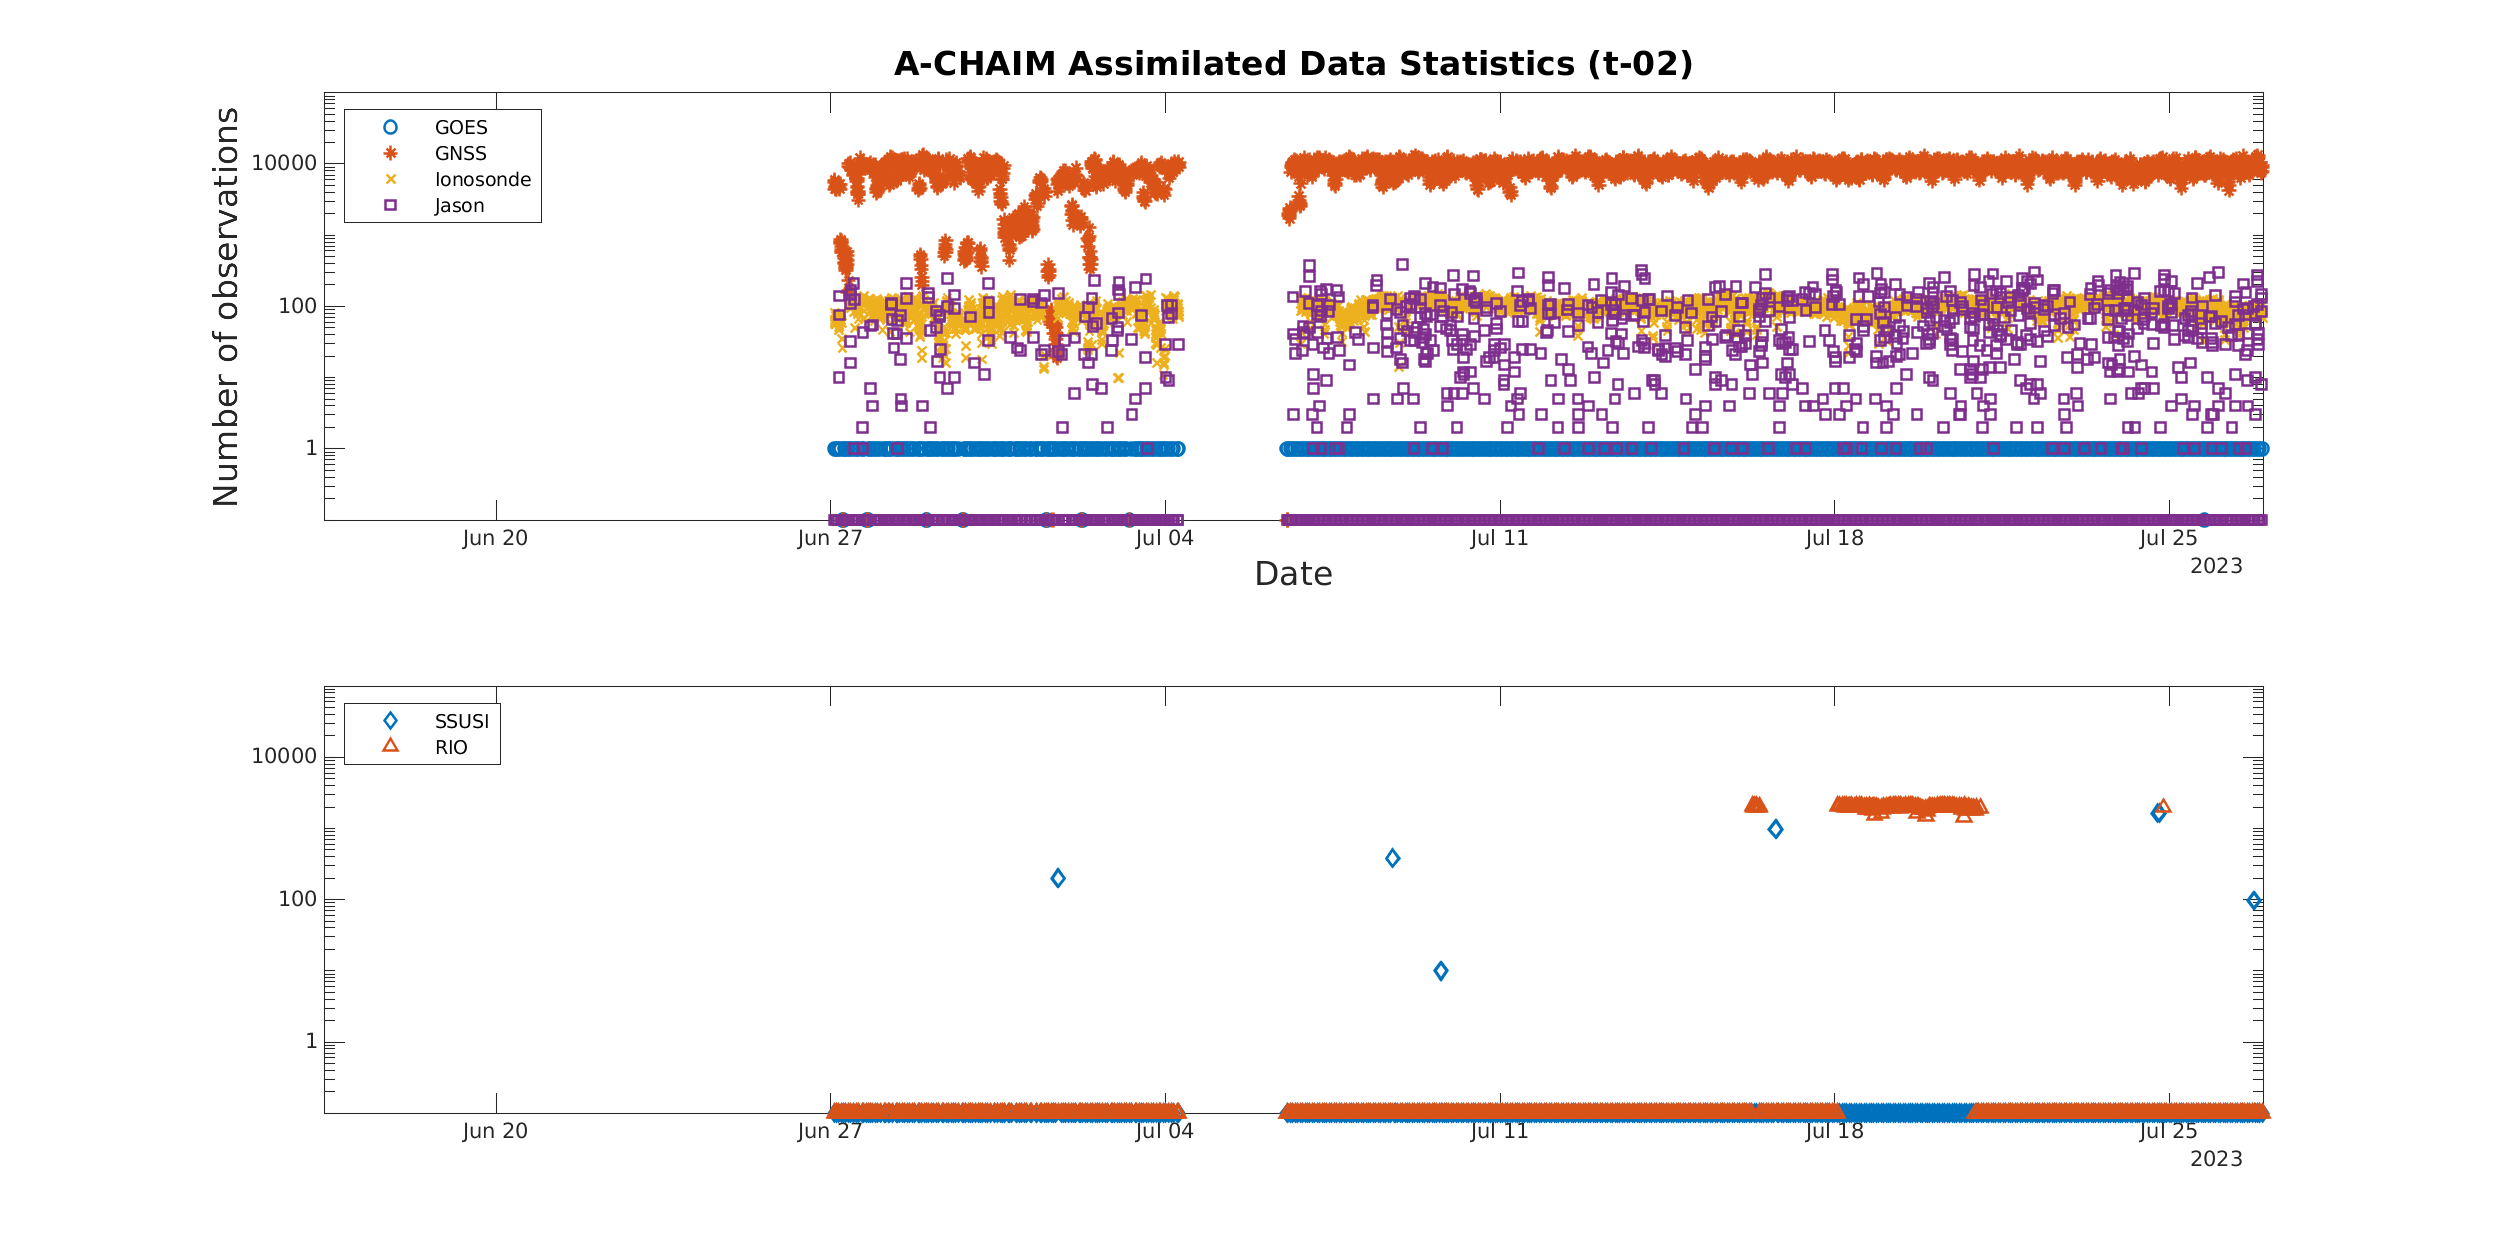 A-CHAIM Assimilated Data Statistics (t-02)
Number of observations
10000
100
1
GOES
GNSS
Ionosonde
Jason
Jun 20
Jun 27
Jul 04
Jul 11
Jul 18
Jul 25
2023
Date
10000
100
1
SSUSI
RIO
Jun 20
Jun 27
Jul 04
Jul 11
Jul 18
Jul 25
2023